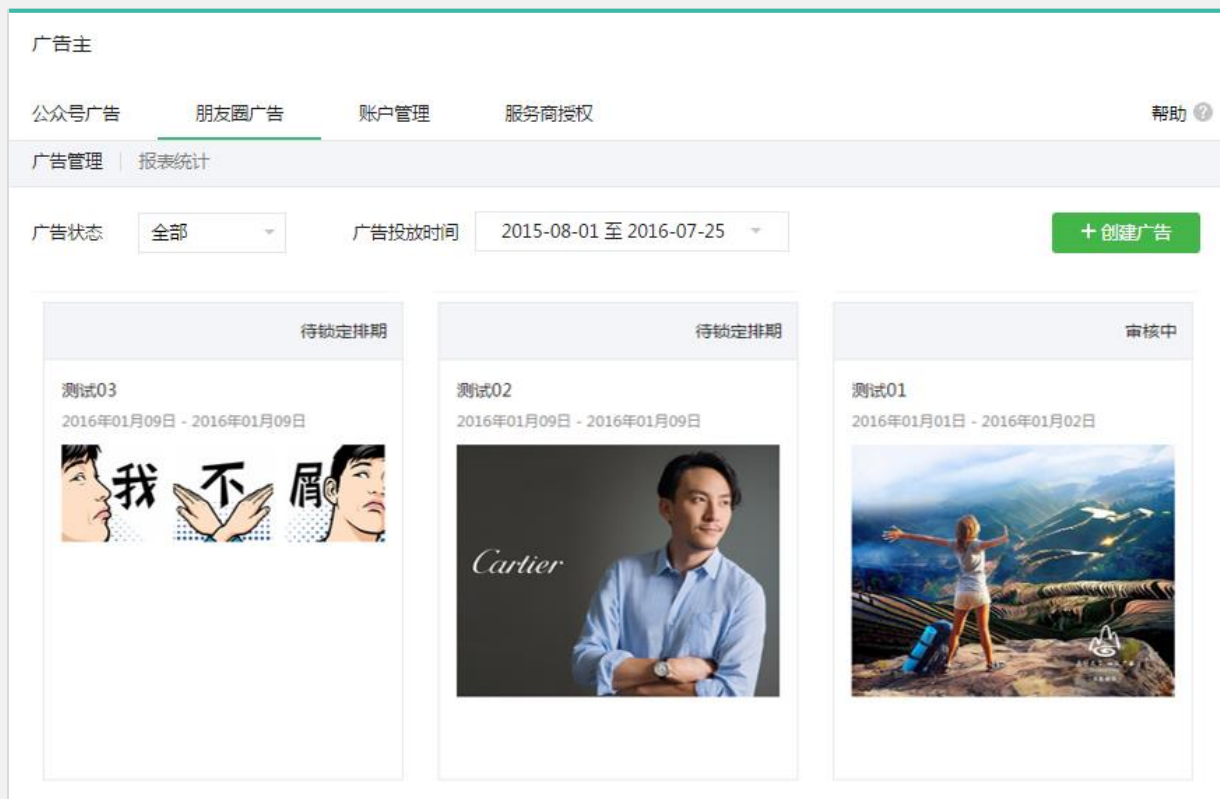 广告主
公众号广告 朋友圈广告 账户管理 服务商授权 帮助
广告管理 报表统计
广告状态 全部 广告投放时间 2015-08-01 至 2016-07-25 + 创建广告
待锁定排期 待锁定排期 审核中
测试03 测试02 测试01
2016年01月09日 - 2016年01月09日 2016年01月09日 - 2016年01月09日 2016年01月01日 - 2016年01月02日
我 不 屑
Cartier